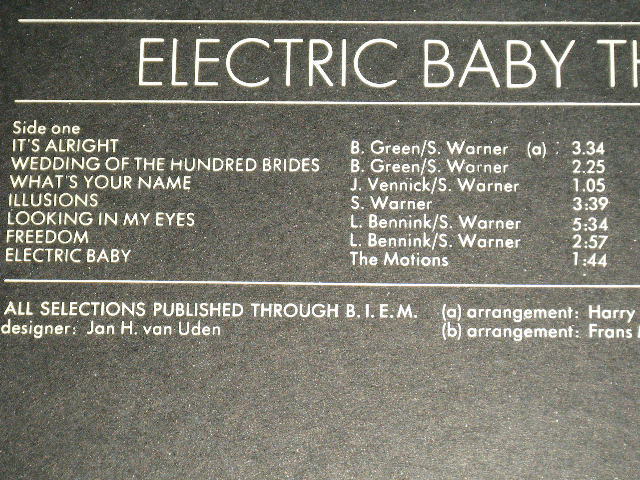 ELECTRIC BABY
Side one
IT'S ALRIGHT B. Green/S. Warner (a) : 3.34
WEDDING OF THE HUNDRED BRIDES B. Green/S. Warner 2.25
WHAT'S YOUR NAME J. Vennick/S. Warner 1.05
ILLUSIONS S. Warner 3:39
LOOKING IN MY EYES L. Bennink/S. Warner 5:34
FREEDOM L. Bennink/S. Warner 2:57
ELECTRIC BABY The Motions 1:44
ALL SELECTIONS PUBLISHED THROUGH B.I.E.M. (a) arrangement: Harry
designer: Jan H. van Uden (b) arrangement: Frans